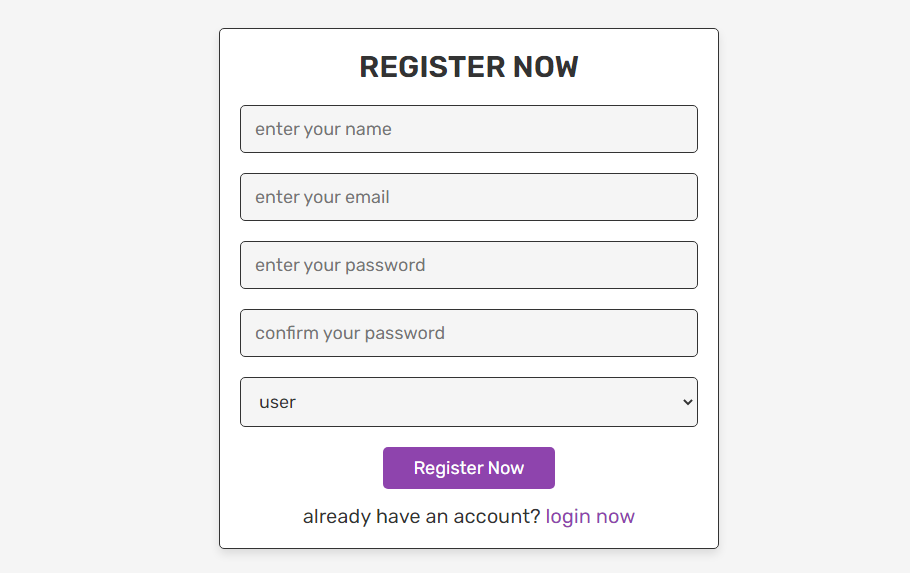 REGISTER NOW
enter your name
enter your email
enter your password
confirm your password
user
Register Now
already have an account? login now